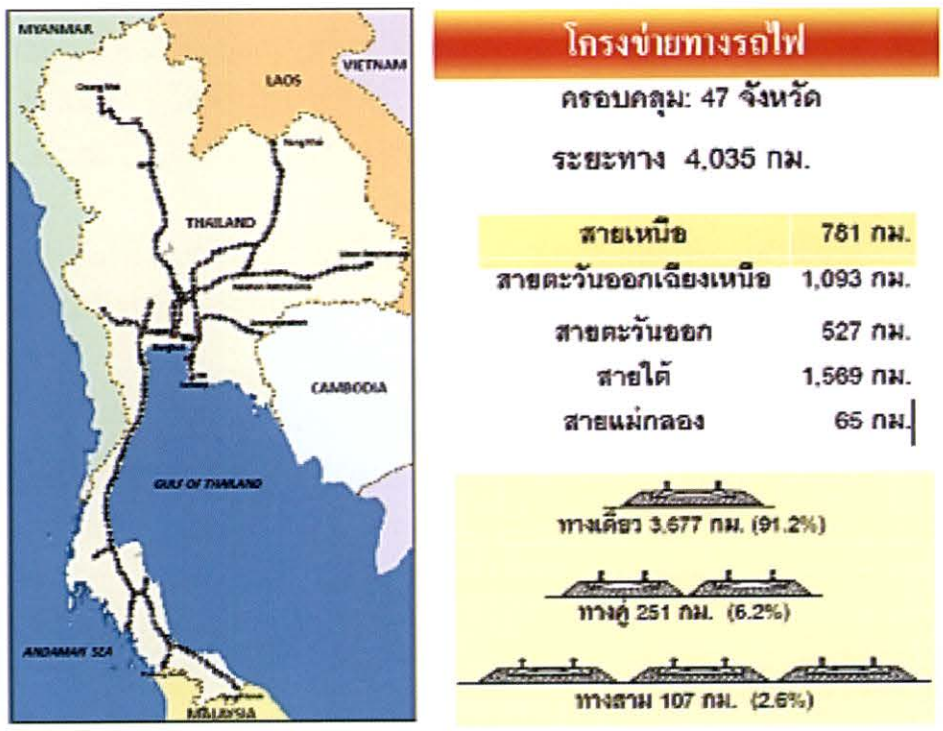 MYANMAR
VIETNAM
LAOS
Chiang Mai
Nong Khai
THAILAND
Bangkok
CAMBODIA
GULF OF THAILAND
ANDAMAN SEA
MALAYSIA
โครงข่ายทางรถไฟ
ครอบคลุม: 47 จังหวัด
ระยะทาง 4,035 กม.
สายเหนือ 781 กม.
สายตะวันออกเฉียงเหนือ 1,093 กม.
สายตะวันออก 527 กม.
สายใต้ 1,569 กม.
สายแม่กลอง 65 กม.
ทางเดี่ยว 3,677 กม. (91.2%)
ทางคู่ 251 กม. (6.2%)
ทางสาม 107 กม. (2.6%)